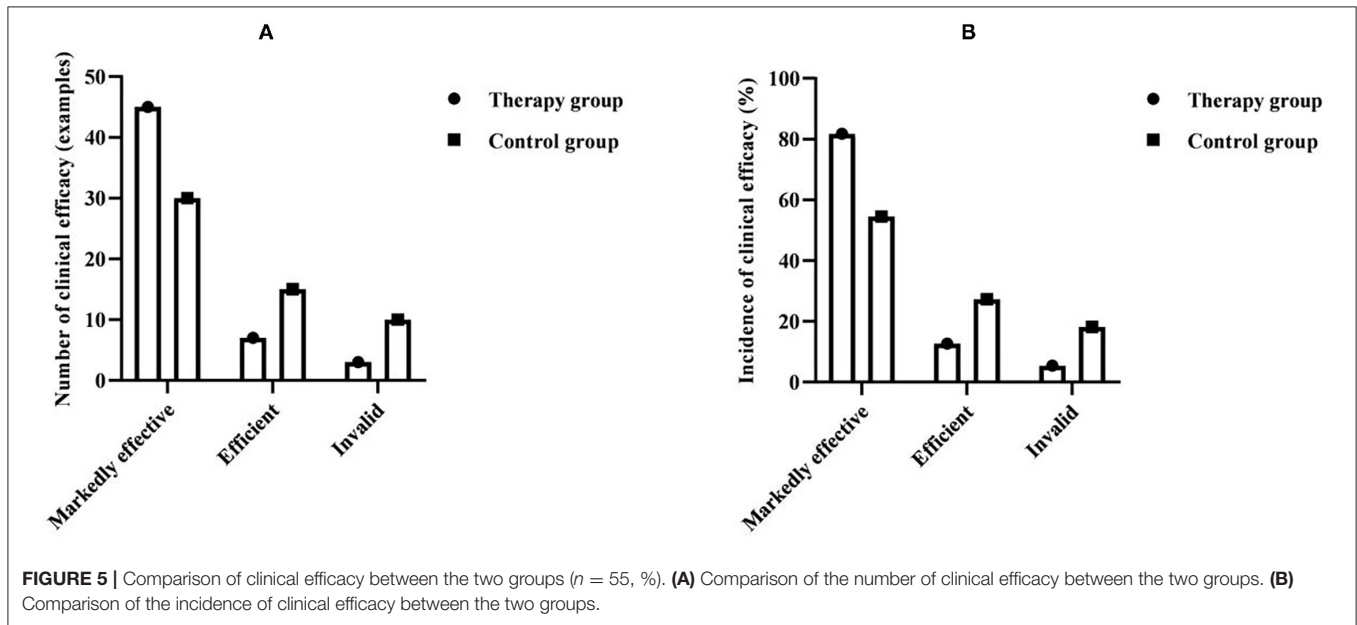 A
Number of clinical efficacy (examples)
50
40
30
20
10
0
Markedly effective
Efficient
Invalid
Therapy group
Control group
B
Incidence of clinical efficacy (%)
100
80
60
40
20
0
Markedly effective
Efficient
Invalid
Therapy group
Control group
FIGURE 5 | Comparison of clinical efficacy between the two groups (n = 55, %). (A) Comparison of the number of clinical efficacy between the two groups. (B)
Comparison of the incidence of clinical efficacy between the two groups.